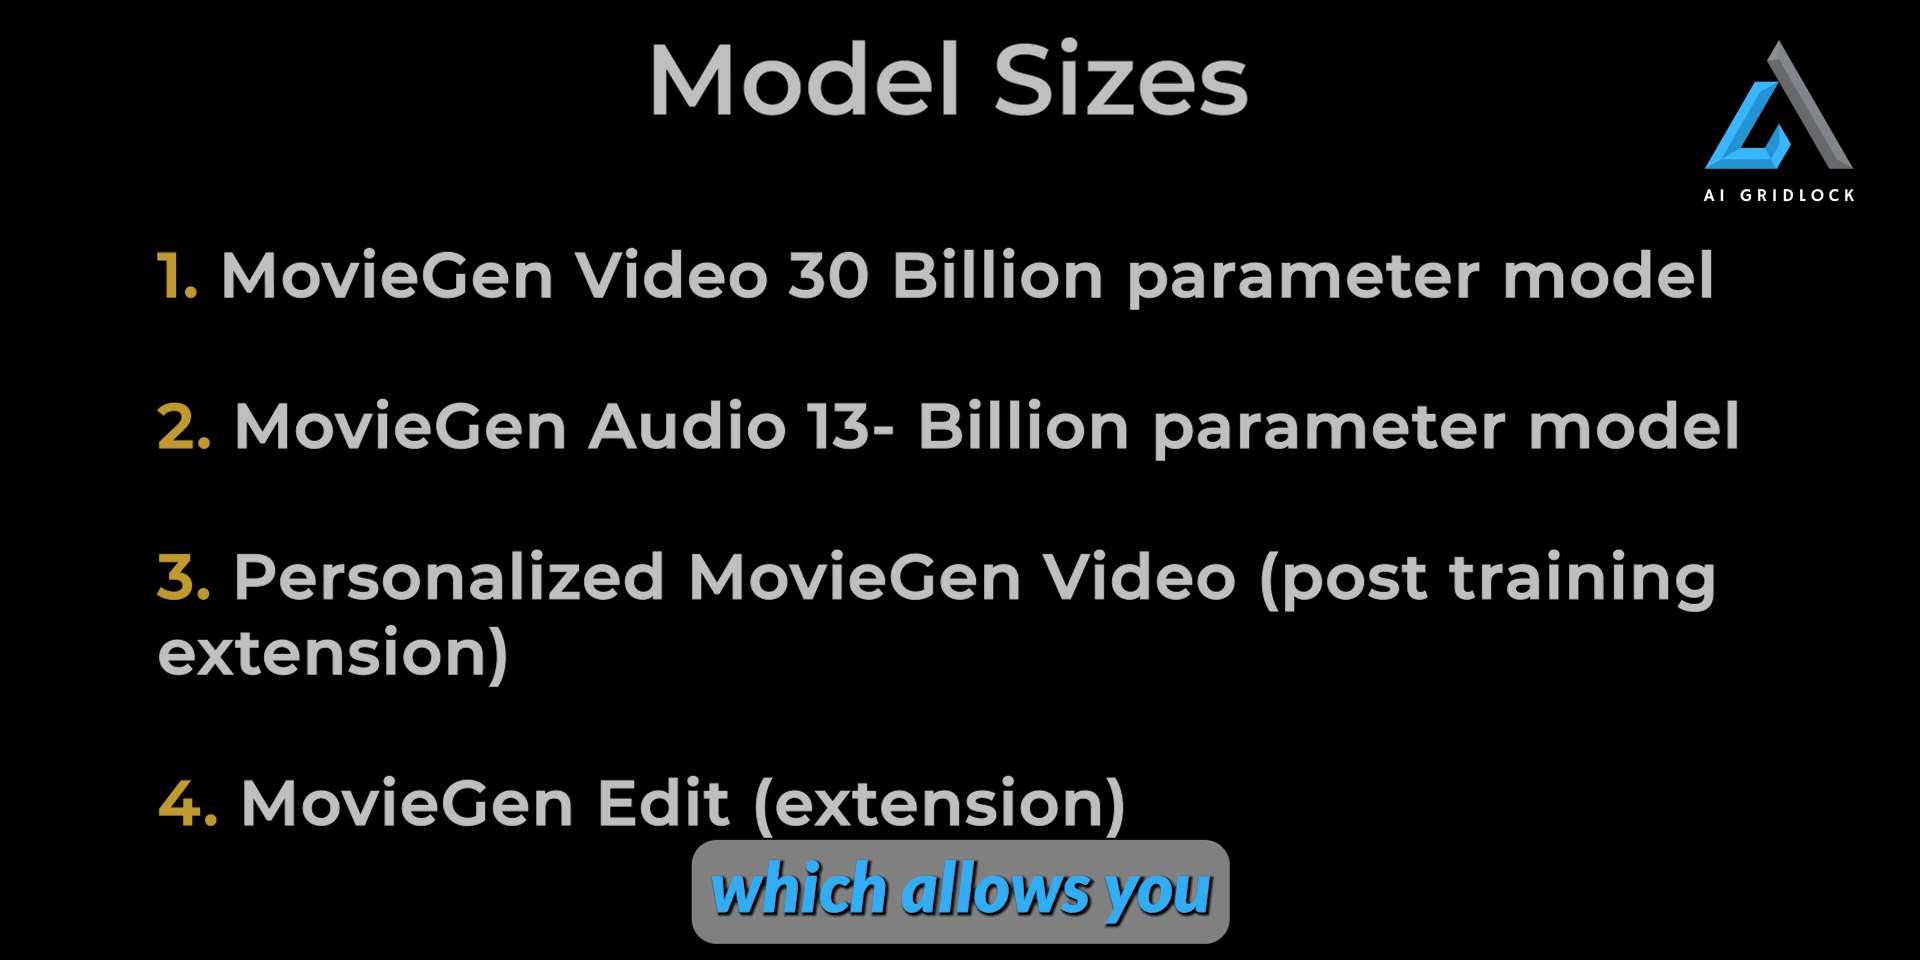 Model Sizes
AI GRIDLOCK
1. MovieGen Video 30 Billion parameter model
2. MovieGen Audio 13- Billion parameter model
3. Personalized MovieGen Video (post training
extension)
4. MovieGen Edit (extension)
which allows you